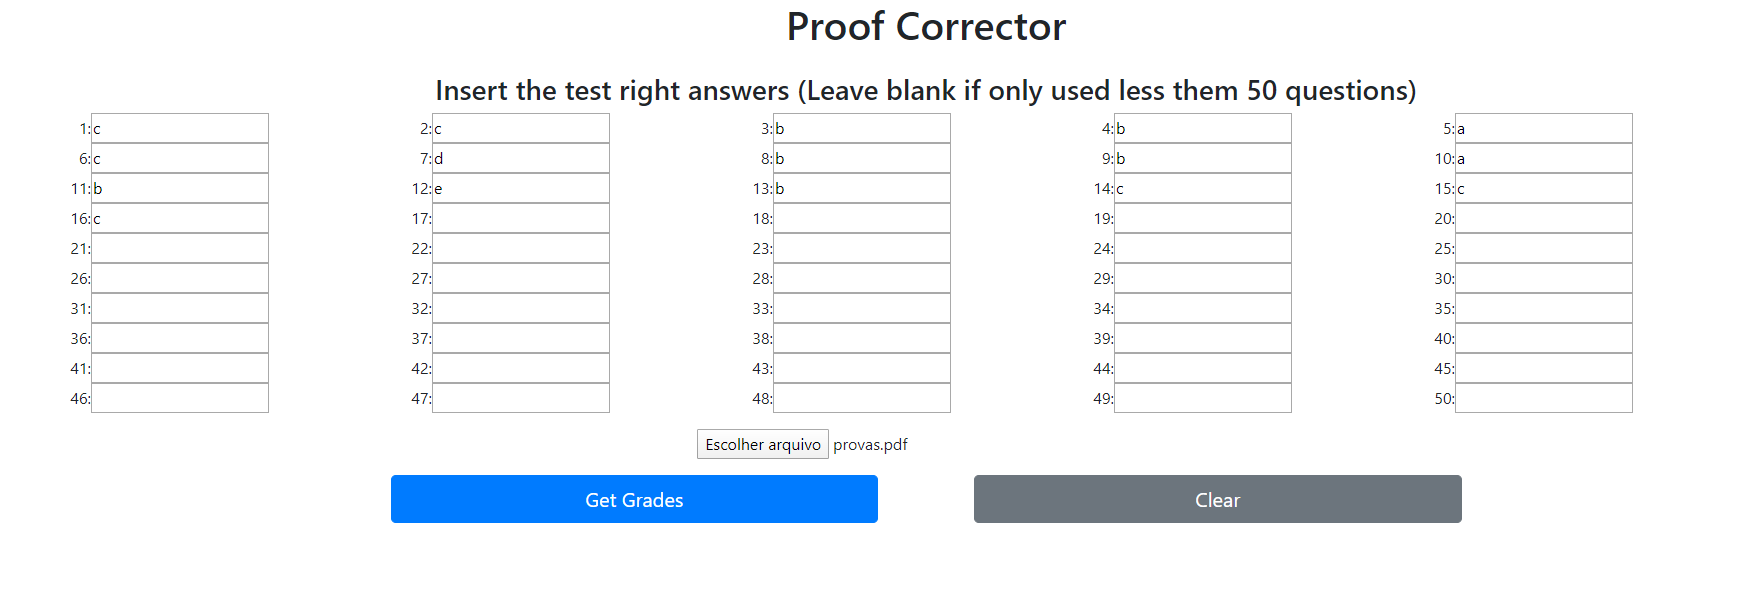 Proof Corrector
Insert the test right answers (Leave blank if only used less them 50 questions)
1: c 2: c 3: b 4: b 5: a
6: c 7: d 8: b 9: b 10: a
11: b 12: e 13: b 14: c 15: c
16: c 17: 18: 19: 20:
21: 22: 23: 24: 25:
26: 27: 28: 29: 30:
31: 32: 33: 34: 35:
36: 37: 38: 39: 40:
41: 42: 43: 44: 45:
46: 47: 48: 49: 50:
Escolher arquivo provas.pdf
Get Grades Clear